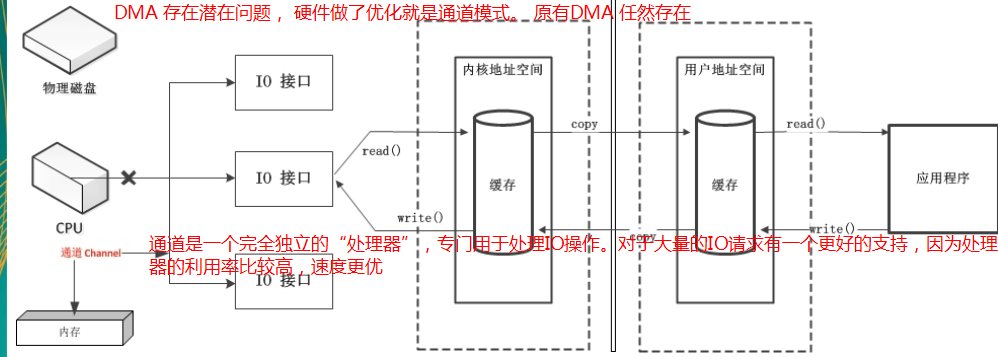 DMA 存在潜在问题 ，硬件做了优化就是通道模式。 原有DMA 任然存在
物理磁盘
IO 接口
内核地址空间
用户地址空间
copy
read()
read()
IO 接口
缓存
缓存
应用程序
CPU
write()
copy
write()
通道 Channel
通道是一个完全独立的“处理器” ，专门用于处理IO操作。对于大量的IO请求有一个更好的支持，因为处理
器的利用率比较高，速度更优
IO 接口
内存